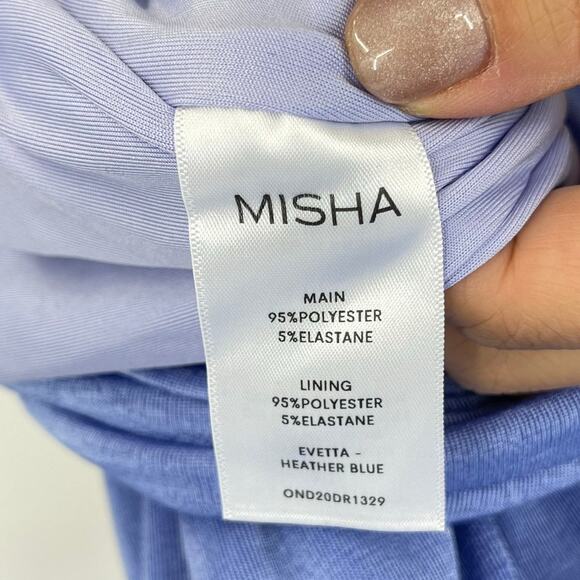 MISHA
MAIN
95%POLYESTER
5%ELASTANE
LINING
95%POLYESTER
5%ELASTANE
EVETTA -
HEATHER BLUE
OND20DR1329